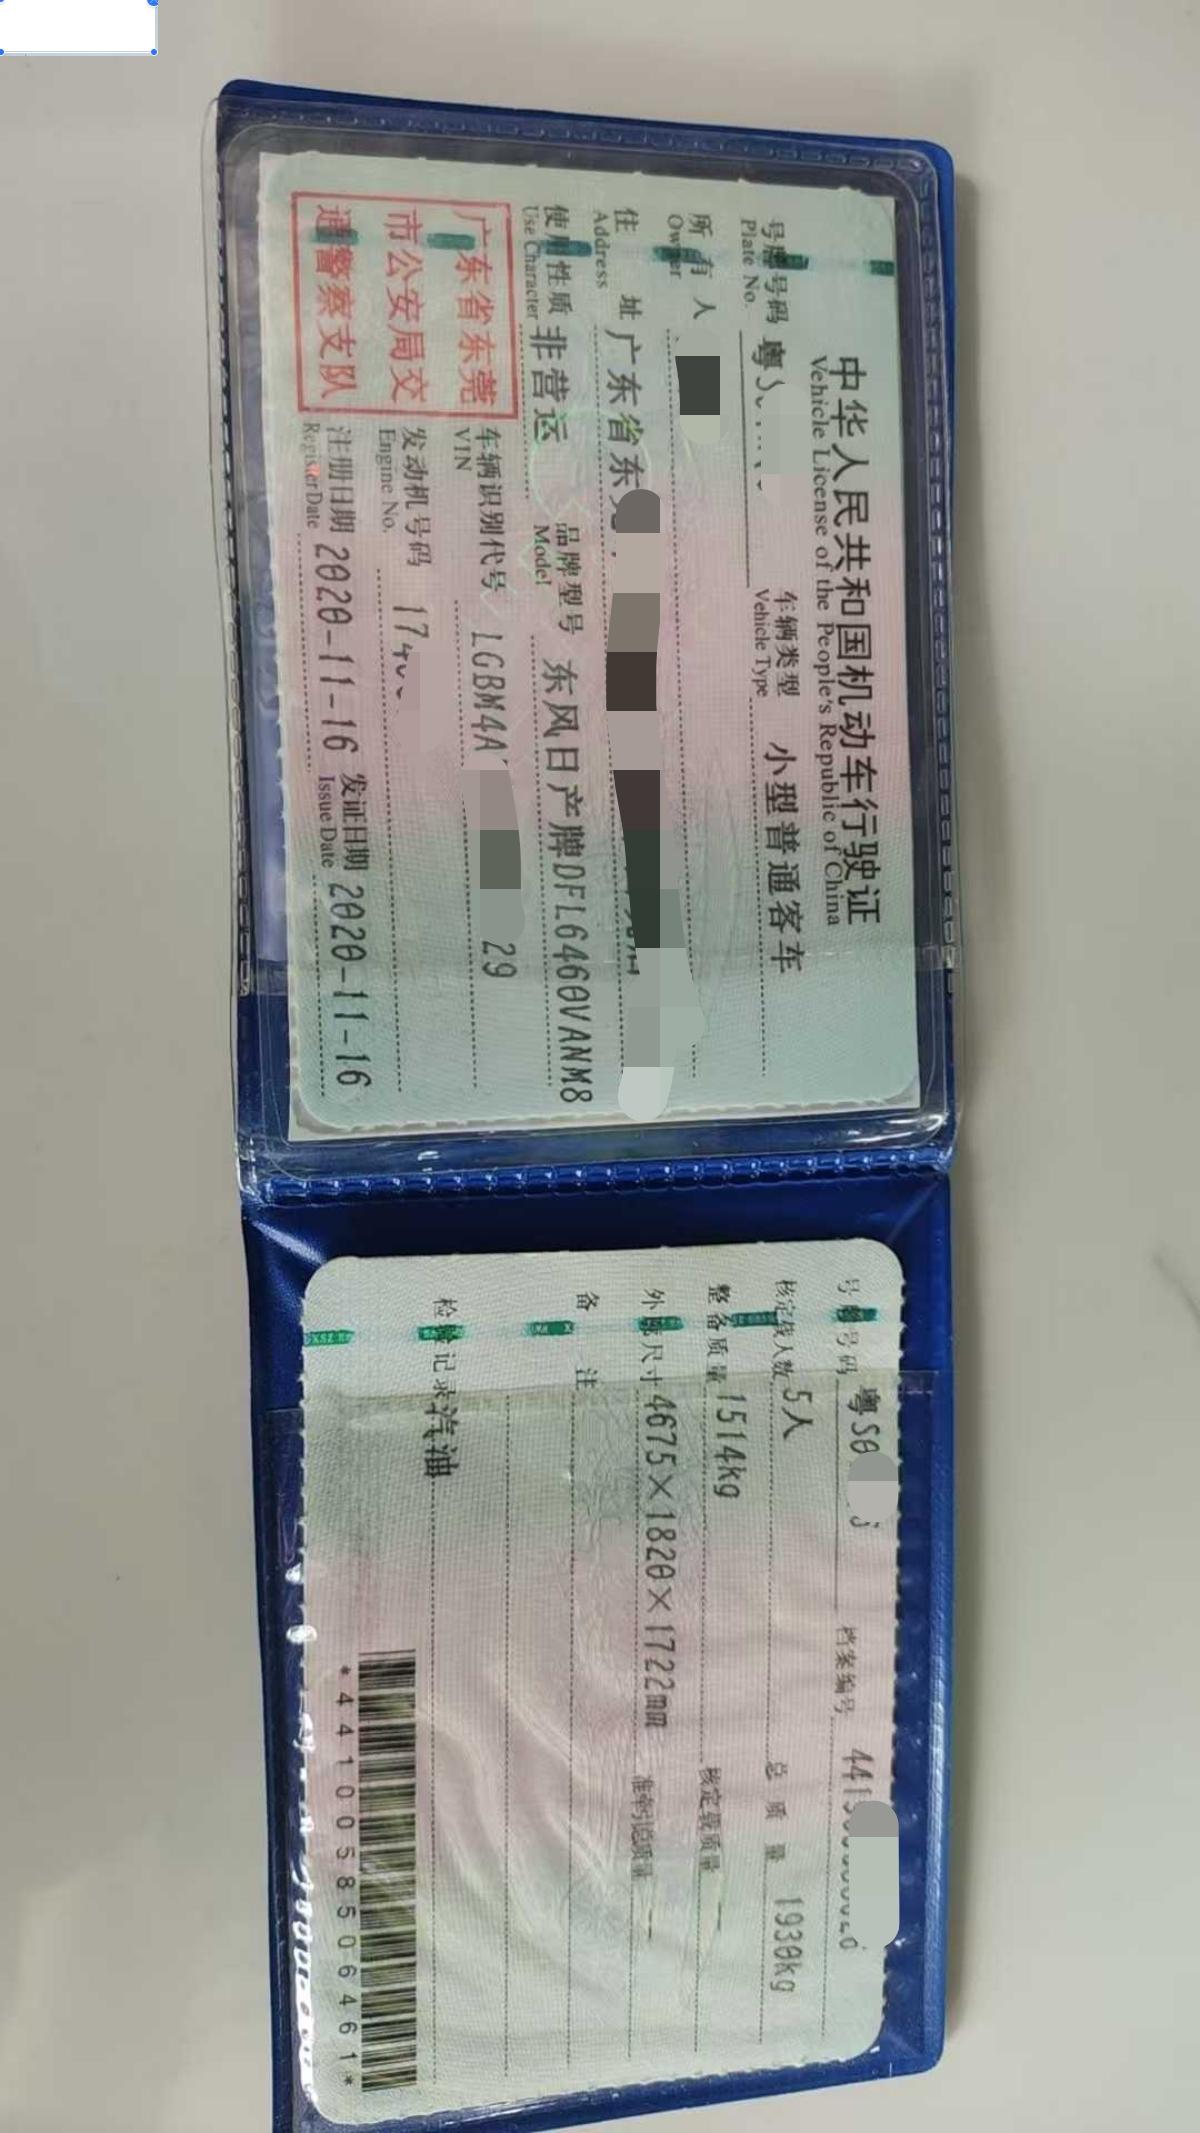 中华人民共和国机动车行驶证
Vehicle License of the People's Republic of China
号牌号码 粤S 车辆类型 小型普通客车
Plate No. Vehicle Type
所有人
Owner
住址 广东省东
Address
使用性质 非营运 品牌型号 东风日产牌DFL6460VANM8
Use Character Model
广东省东莞
市公安局交
通警察支队
车辆识别代号 LGBM4A 29
VIN
发动机号码 174
Engine No.
注册日期 2020-11-16 发证日期 2020-11-16
Register Date Issue Date
号牌号码 粤S0 档案编号 441
核定载人数 5人 总质量 1930kg
整备质量 1514kg 核定载质量 —
外廓尺寸 4675×1820×1722mm 准牵引总质量 —
备注
检验记录 汽油
*4410058506461*